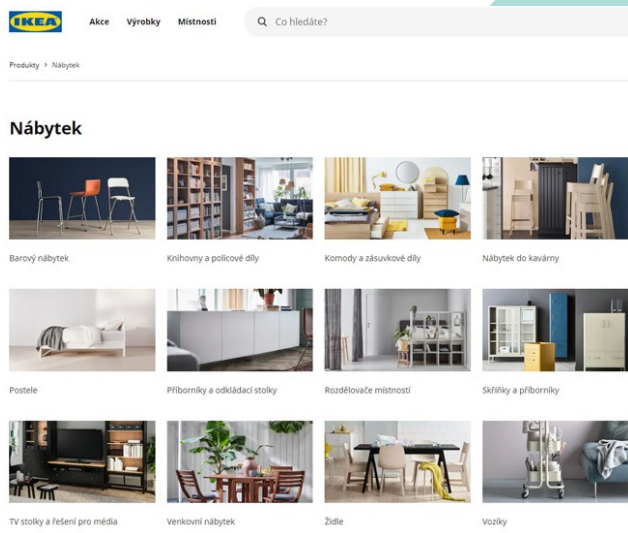 IKEA
Akce Výrobky Místnosti Co hledáte?
Produkty > Nábytek
Nábytek
Barový nábytek Knihovny a policové díly Komody a zásuvkové díly Nábytek do kavárny
Postele Příborníky a odkládací stolky Rozdělovače místností Skříňky a příborníky
TV stolky a řešení pro média Venkovní nábytek Židle Vozíky